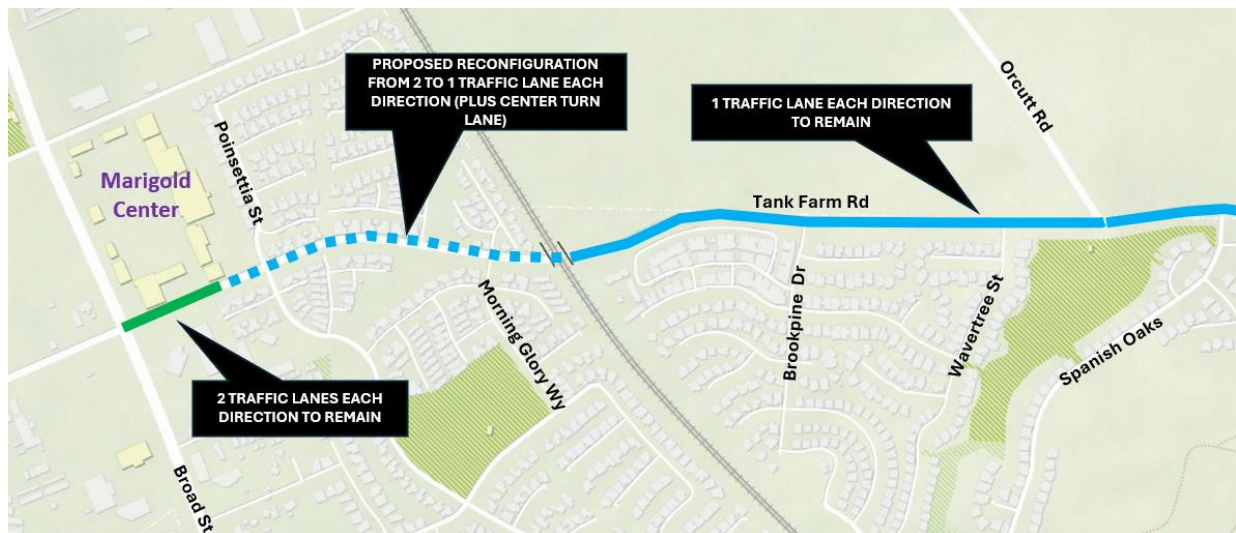 PROPOSED RECONFIGURATION
FROM 2 TO 1 TRAFFIC LANE EACH
DIRECTION (PLUS CENTER TURN
LANE)
1 TRAFFIC LANE EACH DIRECTION
TO REMAIN
Orcutt Rd
Poinsettia St
Marigold
Center
Tank Farm Rd
Morning Glory Wy
Brookpine Dr
Wavertree St
Spanish Oaks
2 TRAFFIC LANES EACH
DIRECTION TO REMAIN
Broad St